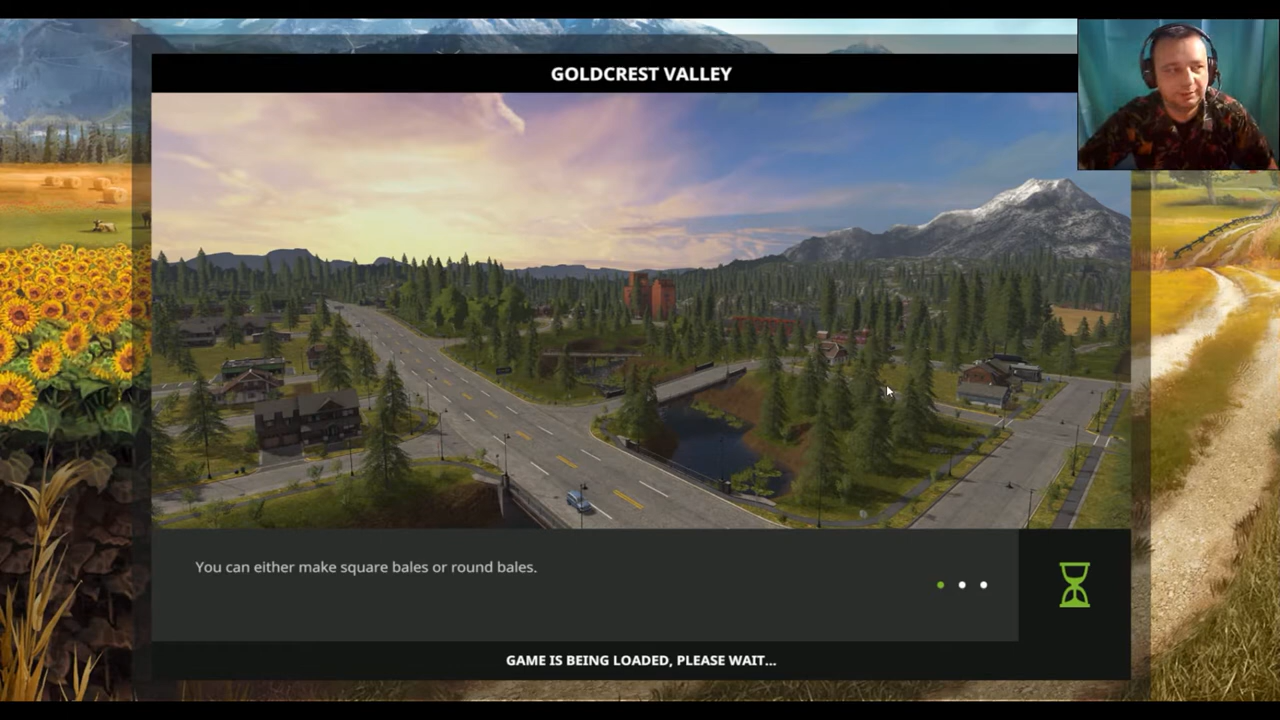 GOLDCREST VALLEY
You can either make square bales or round bales.
GAME IS BEING LOADED, PLEASE WAIT...